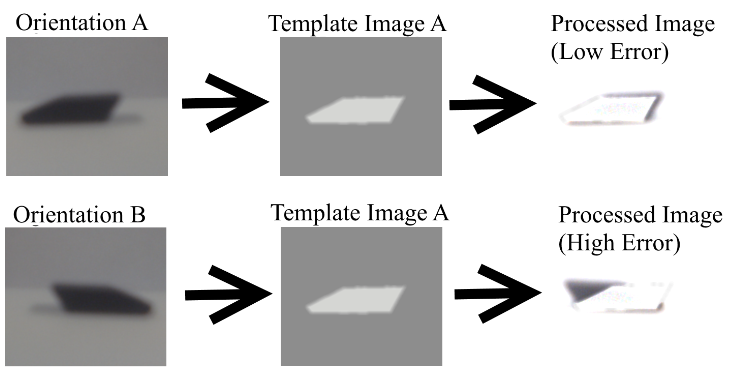 Orientation A
Template Image A
Processed Image
(Low Error)
Orientation B
Template Image A
Processed Image
(High Error)